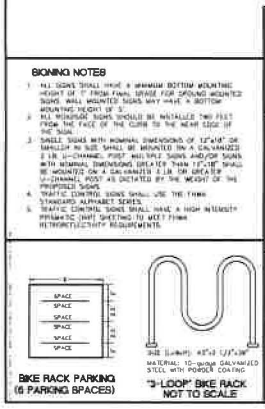 SIGNING NOTES
1. ALL SIGNS SHALL HAVE A MINIMUM BOTTOM MOUNTING
HEIGHT OF 7' FROM FINAL GRADE FOR GROUND MOUNTED
SIGNS. WALL MOUNTED SIGNS MAY HAVE A BOTTOM
MOUNTING HEIGHT OF 5'.
2. ALL ROADSIDE SIGNS SHOULD BE INSTALLED TWO FEET
FROM THE FACE OF THE CURB TO THE NEAR EDGE OF
THE SIGN.
3. SINGLE SIGNS WITH NOMINAL DIMENSIONS OF 12"x18" OR
SMALLER IN SIZE SHALL BE MOUNTED ON A GALVANIZED
2 LB. U-CHANNEL POST. MULTIPLE SIGNS AND/OR SIGNS
WITH NOMINAL DIMENSIONS GREATER THAN 12"x18" SHALL
BE MOUNTED ON A GALVANIZED 3 LB. OR GREATER
U-CHANNEL POST AS DICTATED BY THE WEIGHT OF THE
PROPOSED SIGNS.
4. TRAFFIC CONTROL SIGNS SHALL USE THE FHWA
STANDARD ALPHABET SERIES.
5. TRAFFIC CONTROL SIGNS SHALL HAVE A HIGH INTENSITY
PRISMATIC (HIP) SHEETING TO MEET FHWA
RETROREFLECTIVITY REQUIREMENTS.
SPACE
SPACE
SPACE
SPACE
SPACE
BIKE RACK PARKING
(6 PARKING SPACES)
MATERIAL: 10-gauge GALVANIZED
STEEL WITH POWDER COATING
"3-LOOP" BIKE RACK
NOT TO SCALE